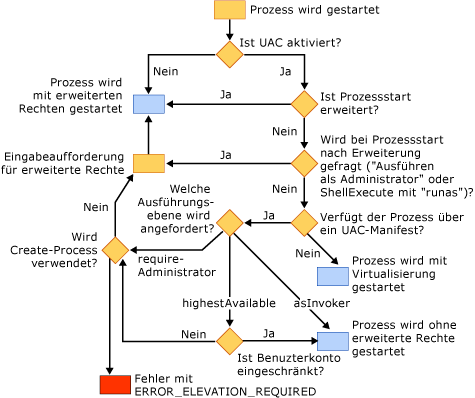 Prozess wird gestartet
Ist UAC aktiviert?
Nein
Ja
Prozess wird
mit erweiterten
Rechten gestartet
Ja
Ist Prozessstart
erweitert?
Nein
Eingabeaufforderung
für erweiterte Rechte
Ja
Wird bei Prozessstart
nach Erweiterung
gefragt ("Ausführen
als Administrator" oder
ShellExecute mit "runas")?
Nein
Welche
Ausführungs-
ebene wird
angefordert?
Ja
Verfügt der Prozess über
ein UAC-Manifest?
Nein
Nein
Wird
Create-Process
verwendet?
require-
Administrator
Prozess wird mit
Virtualisierung
gestartet
highestAvailable
asInvoker
Nein
Ja
Prozess wird ohne
erweiterte Rechte
gestartet
Ist Benuzterkonto
eingeschränkt?
Fehler mit
ERROR_ELEVATION_REQUIRED